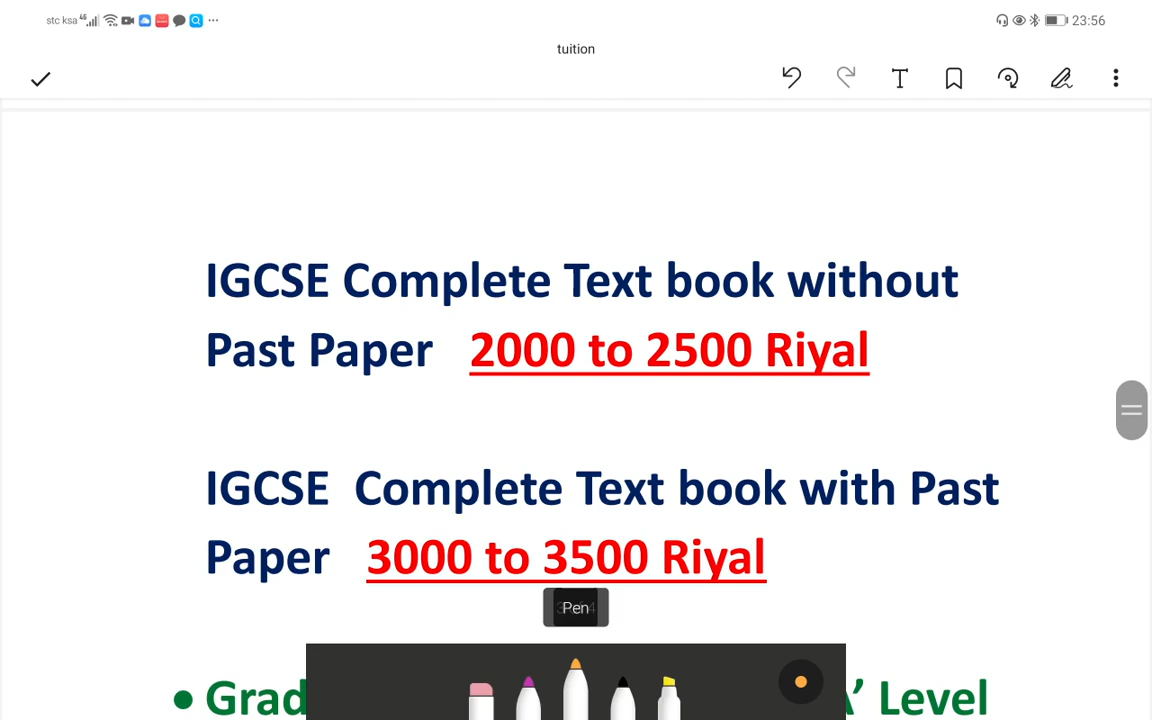 stc ksa 4G 23:56
tuition
T
IGCSE Complete Text book without
Past Paper 2000 to 2500 Riyal
IGCSE Complete Text book with Past
Paper 3000 to 3500 Riyal
Pen
• Grad ’ Level